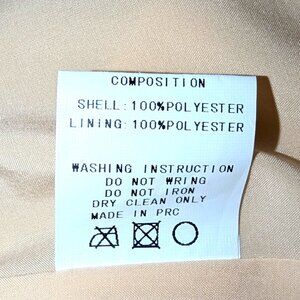 COMPOSITION
SHELL:100%POLYESTER
LINING:100%POLYESTER
WASHING INSTRUCTION
DO NOT WRING
DO NOT IRON
DRY CLEAN ONLY
MADE IN PRC